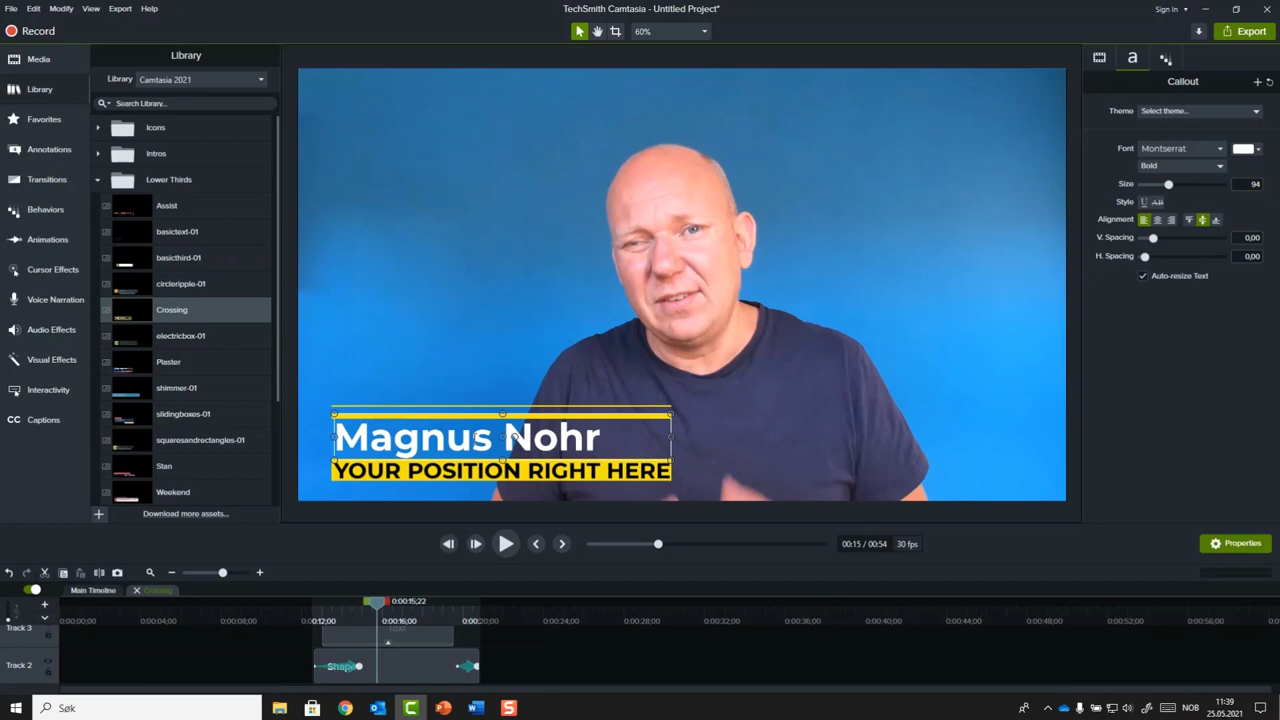 File Edit Modify View Export Help
TechSmith Camtasia - Untitled Project*
Sign In
Record
60%
Export
Media
Library
Favorites
Annotations
Transitions
Behaviors
Animations
Cursor Effects
Voice Narration
Audio Effects
Visual Effects
Interactivity
Captions
Library
Library Camtasia 2021
Search Library...
Icons
Intros
Lower Thirds
Assist
basictext-01
basicthird-01
circleripple-01
Crossing
electricbox-01
Plaster
shimmer-01
slidingboxes-01
squaresandrectangles-01
Stan
Weekend
Download more assets...
Magnus Nohr
YOUR POSITION RIGHT HERE
a
Callout
Theme Select theme...
Font Montserrat
Bold
Size 94
Style U AB
Alignment
V. Spacing 0,00
H. Spacing 0,00
Auto-resize Text
00:15 / 00:54 30 fps
Properties
Main Timeline Crossing
0:00:15;22
0:00:00;00 0:00:04;00 0:00:08;00 0:00:12;00 0:00:16;00 0:00:20;00 0:00:24;00 0:00:28;00 0:00:32;00 0:00:36;00 0:00:40;00 0:00:44;00 0:00:48;00 0:00:52;00 0:00:56;00
Track 3
Track 2
Søk
NOB
11:39
25.05.2021